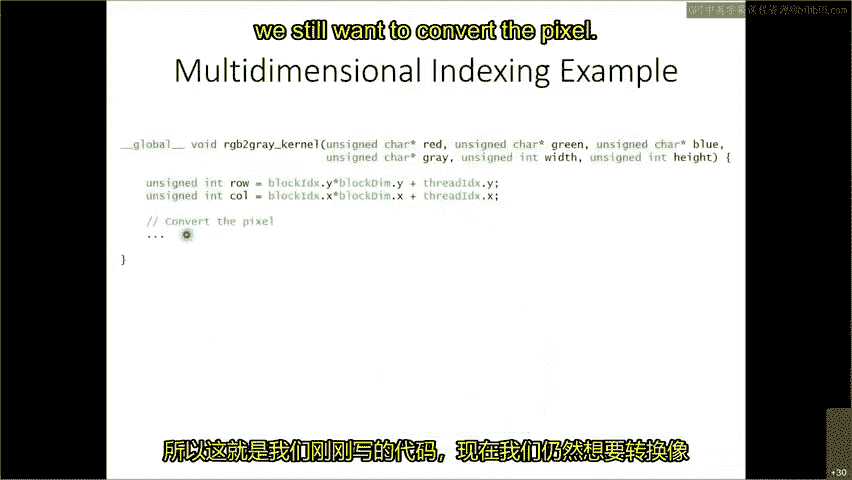 we still want to convert the pixel.
Multidimensional Indexing Example
__global__ void rgb2gray_kernel(unsigned char* red, unsigned char* green, unsigned char* blue,
unsigned char* gray, unsigned int width, unsigned int height) {
unsigned int row = blockIdx.y*blockDim.y + threadIdx.y;
unsigned int col = blockIdx.x*blockDim.x + threadIdx.x;
// Convert the pixel
...
}
所以这就是我们刚刚写的代码，现在我们仍然想要转换像
+30